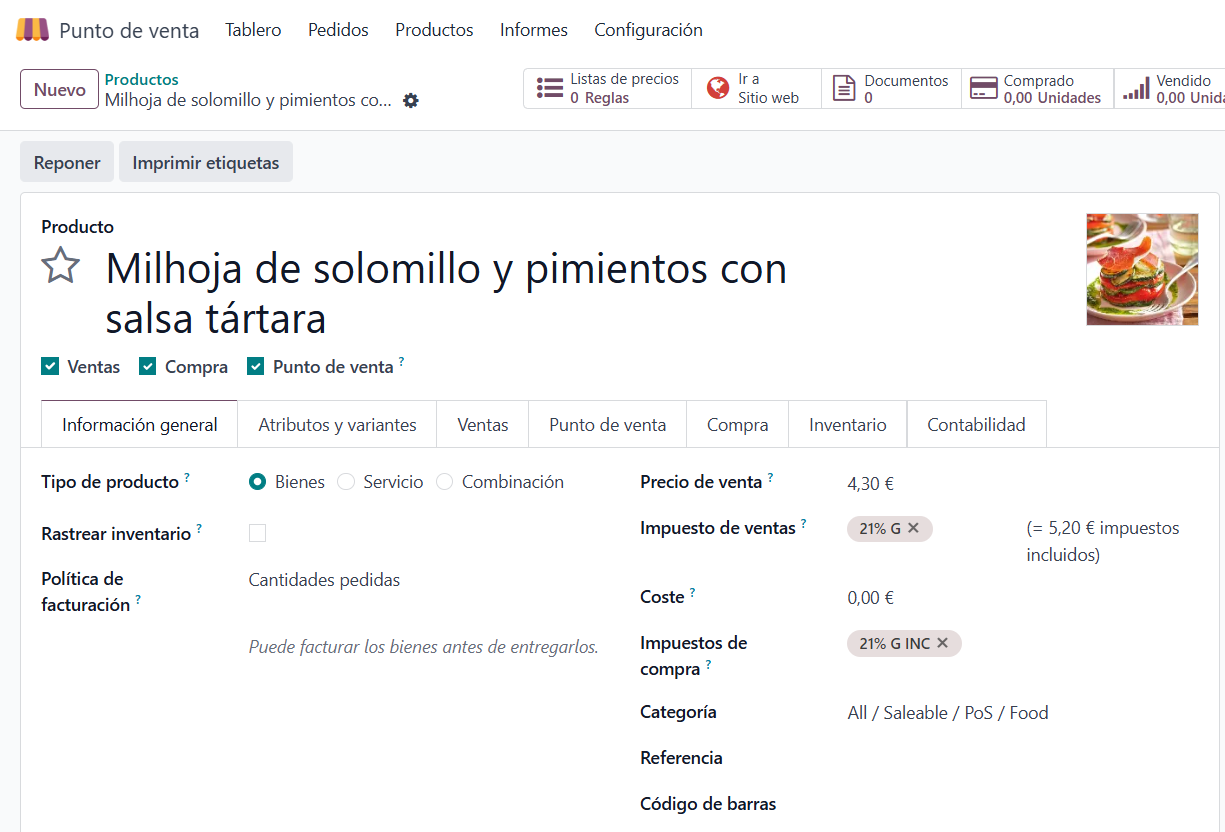 Punto de venta Tablero Pedidos Productos Informes Configuración
Nuevo
Productos
Milhoja de solomillo y pimientos co...
Listas de precios
0 Reglas
Ir a
Sitio web
Documentos
0
Comprado
0,00 Unidades
Vendido
0,00 Unida
Reponer Imprimir etiquetas
Producto
Milhoja de solomillo y pimientos con
salsa tártara
Ventas Compra Punto de venta ?
Información general Atributos y variantes Ventas Punto de venta Compra Inventario Contabilidad
Tipo de producto ? Bienes Servicio Combinación
Rastrear inventario ?
Política de
facturación ?
Cantidades pedidas
Puede facturar los bienes antes de entregarlos.
Precio de venta ? 4,30 €
Impuesto de ventas ? 21% G ✕ (= 5,20 € impuestos
incluidos)
Coste ? 0,00 €
Impuestos de
compra ?
21% G INC ✕
Categoría All / Saleable / PoS / Food
Referencia
Código de barras